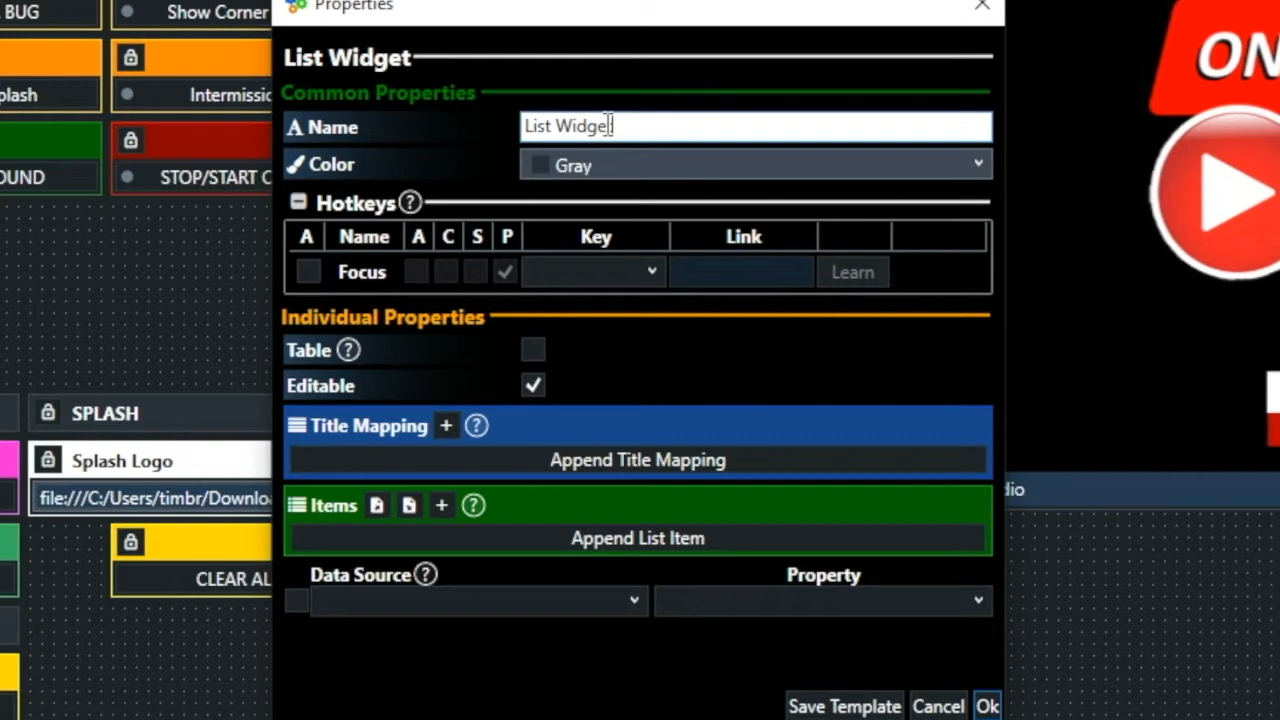 BUG
Show Corner
Properties
ON
List Widget
Common Properties
plash
Intermissio
A Name
List Widget
Color
Gray
OUND
STOP/START C
Hotkeys ?
A Name A C S P Key Link
Focus Learn
Individual Properties
Table ?
Editable
SPLASH
Title Mapping + ?
Splash Logo
Append Title Mapping
file:///C:/Users/timbr/Downloa
dio
Items + ?
Append List Item
CLEAR AL
Data Source ? Property
Save Template Cancel Ok